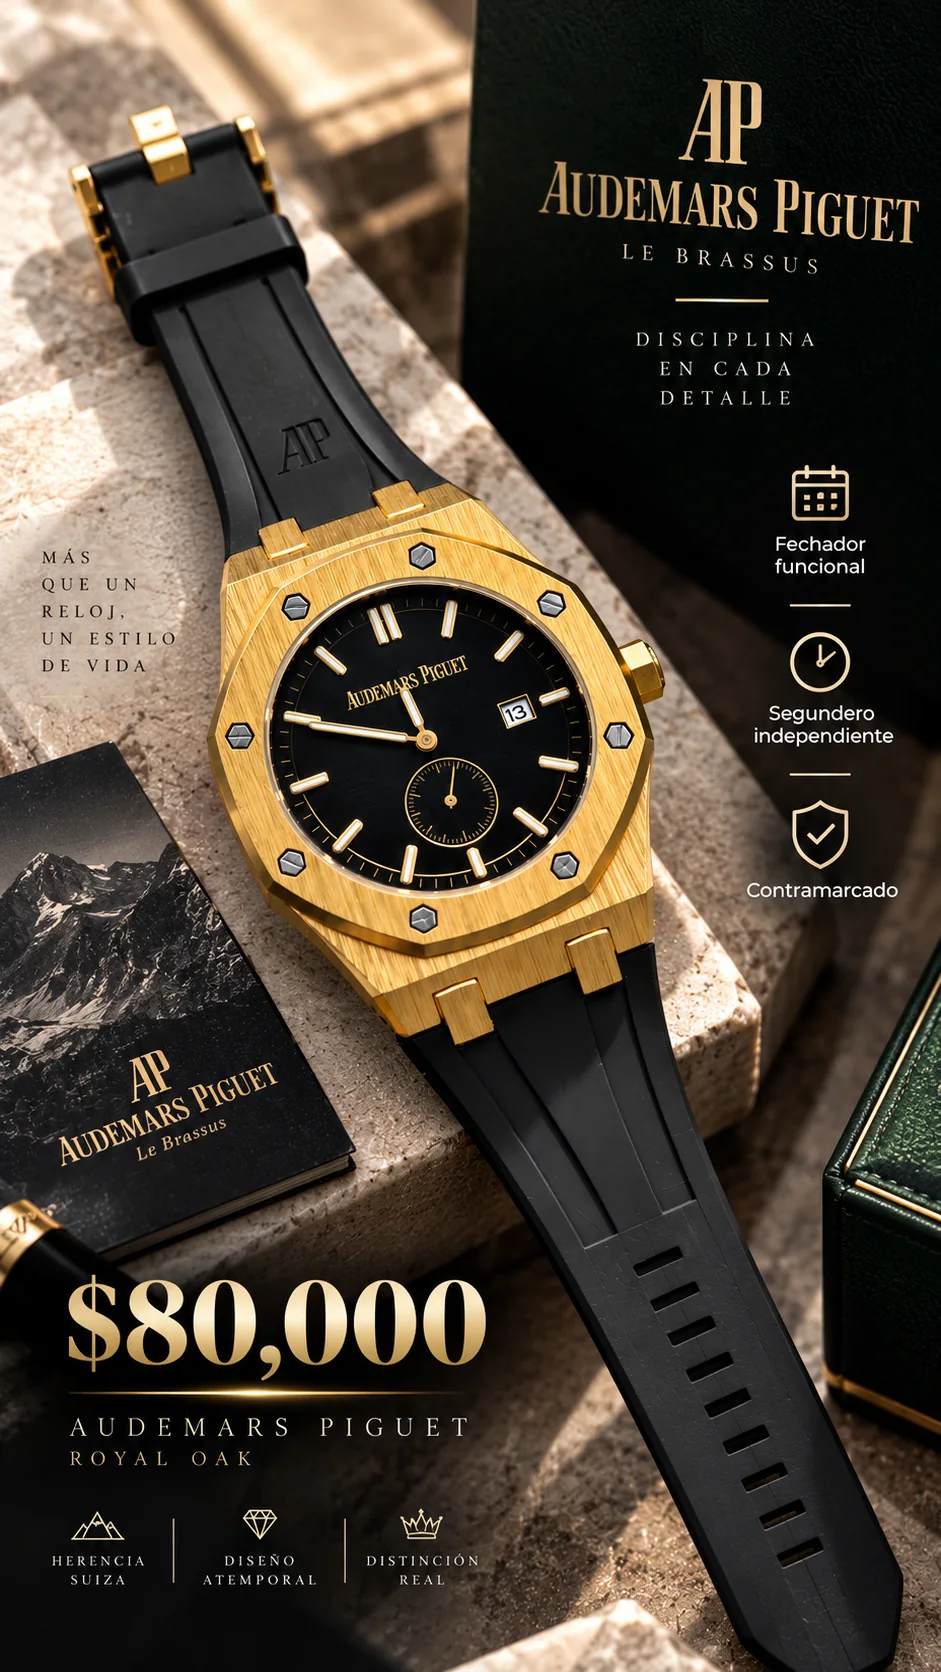 AP
AUDEMARS PIGUET
LE BRASSUS
DISCIPLINA
EN CADA
DETALLE
Fechador
funcional
Segundero
independiente
Contramarcado
MÁS
QUE UN
RELOJ,
UN ESTILO
DE VIDA
AP
AUDEMARS PIGUET
13
AP
AUDEMARS PIGUET
Le Brassus
AP
$80,000
AUDEMARS PIGUET
ROYAL OAK
HERENCIA
SUIZA
DISEÑO
ATEMPORAL
DISTINCIÓN
REAL